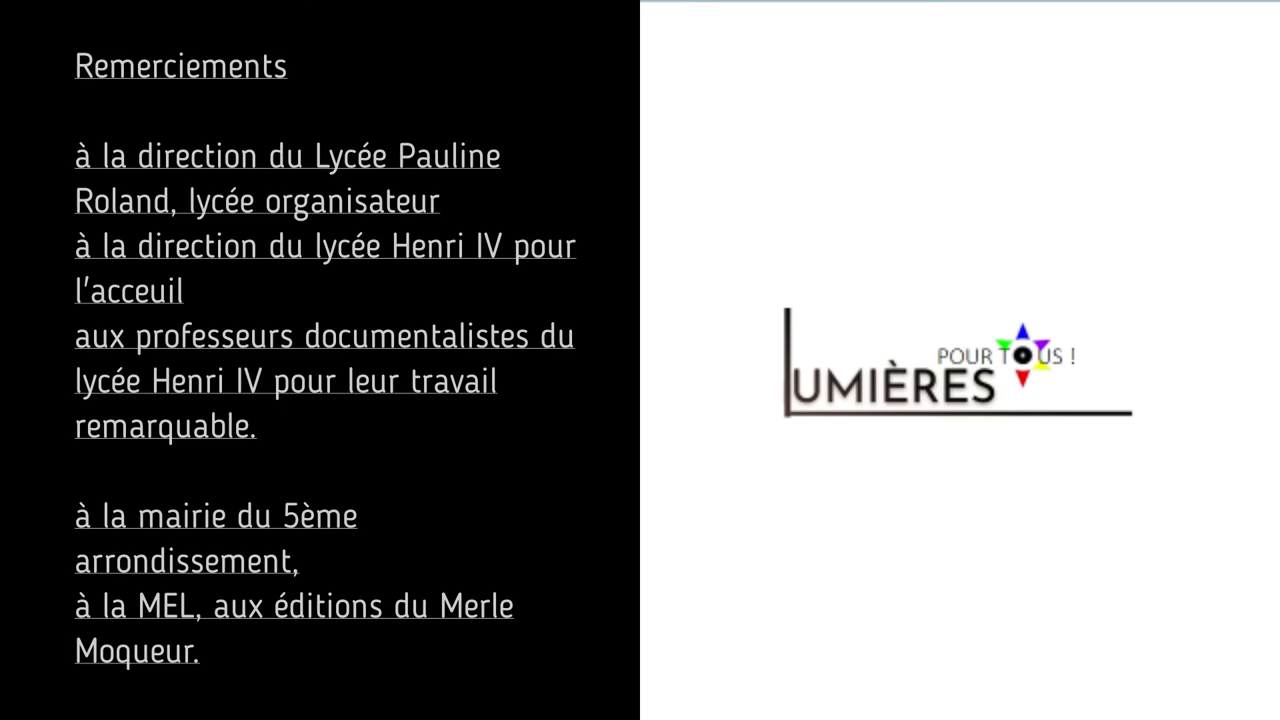 Remerciements
à la direction du Lycée Pauline
Roland, lycée organisateur
à la direction du lycée Henri IV pour
l'acceuil
aux professeurs documentalistes du
lycée Henri IV pour leur travail
remarquable.
à la mairie du 5ème
arrondissement,
à la MEL, aux éditions du Merle
Moqueur.
POUR TOUS !
LUMIÈRES